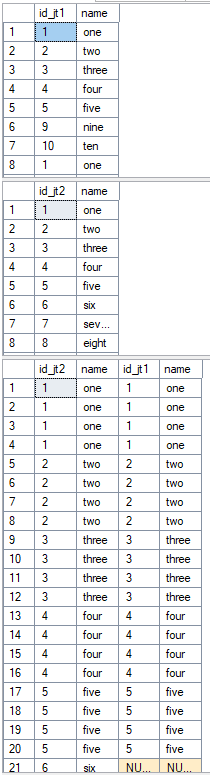 id_jt1 name
1 1 one
2 2 two
3 3 three
4 4 four
5 5 five
6 9 nine
7 10 ten
8 1 one
id_jt2 name
1 1 one
2 2 two
3 3 three
4 4 four
5 5 five
6 6 six
7 7 sev...
8 8 eight
id_jt2 name id_jt1 name
1 1 one 1 one
2 1 one 1 one
3 1 one 1 one
4 1 one 1 one
5 2 two 2 two
6 2 two 2 two
7 2 two 2 two
8 2 two 2 two
9 3 three 3 three
10 3 three 3 three
11 3 three 3 three
12 3 three 3 three
13 4 four 4 four
14 4 four 4 four
15 4 four 4 four
16 4 four 4 four
17 5 five 5 five
18 5 five 5 five
19 5 five 5 five
20 5 five 5 five
21 6 six NU... NU...